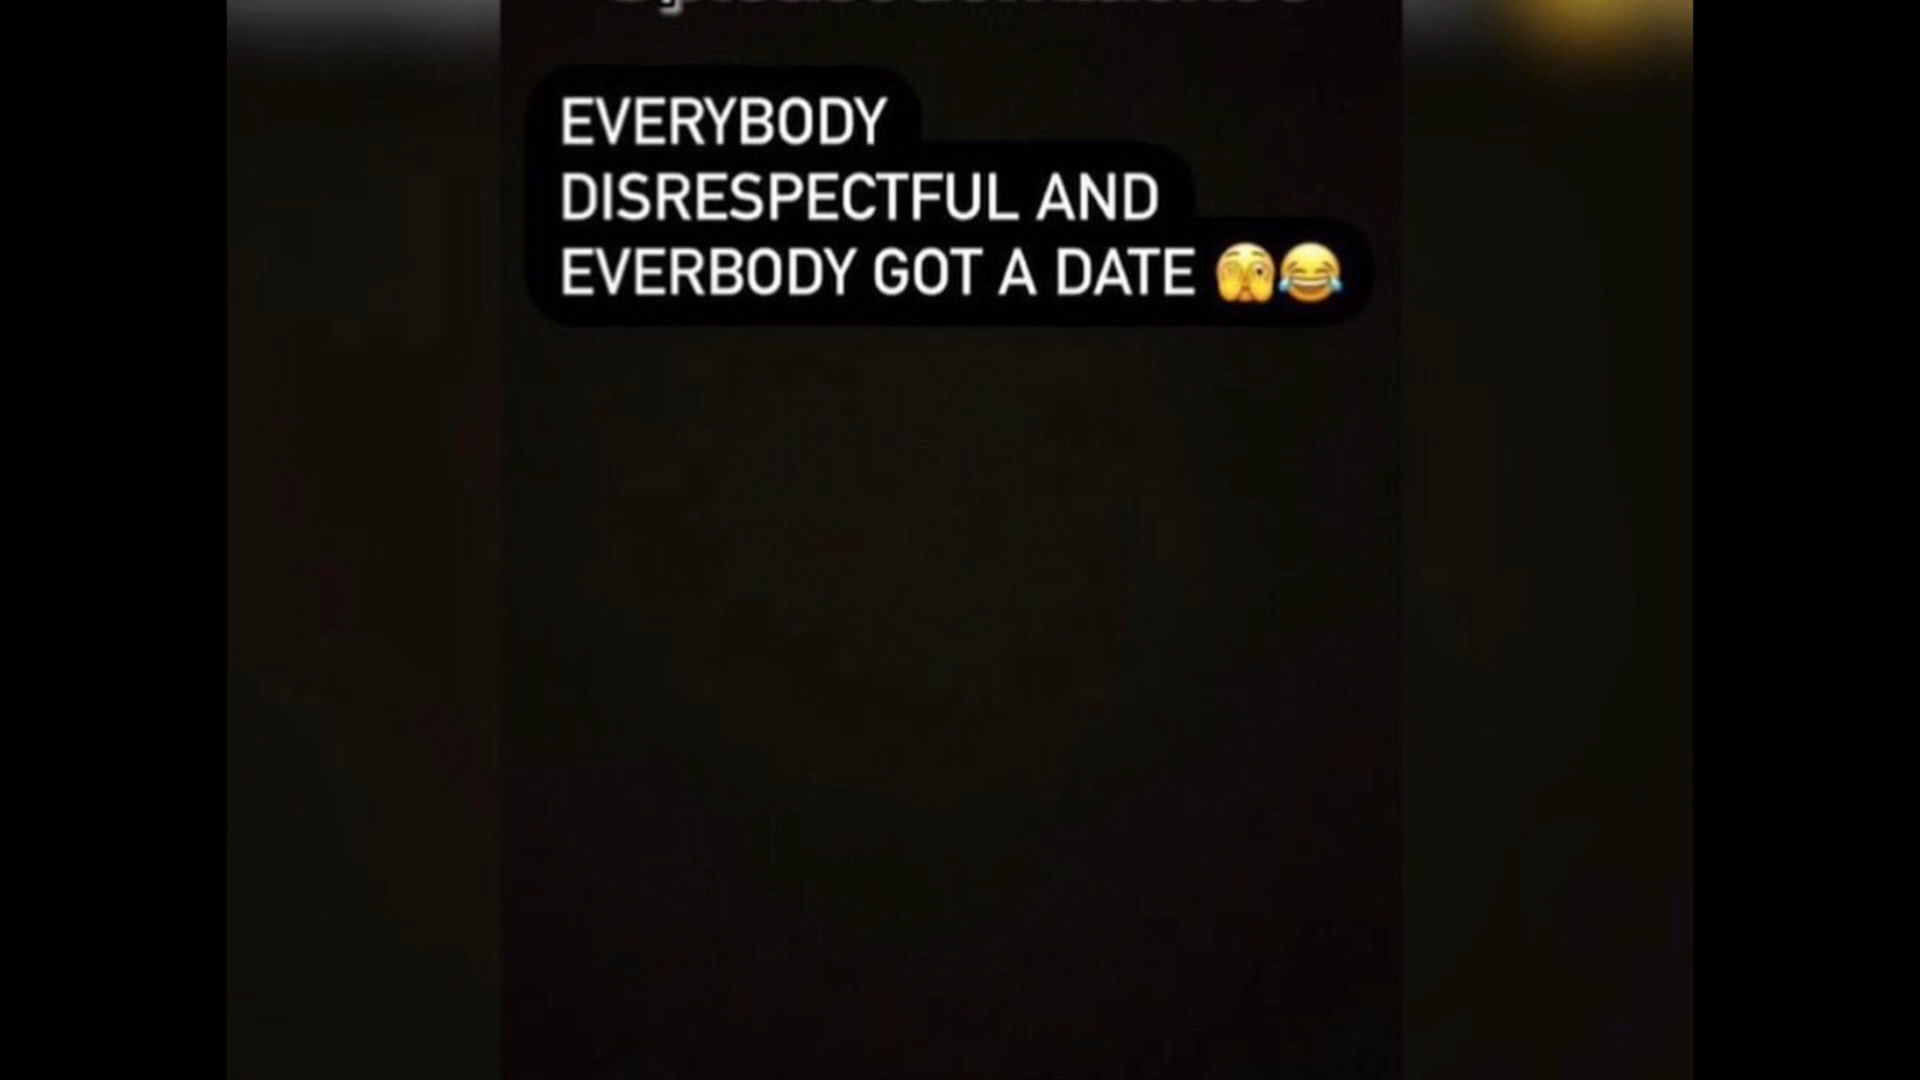 EVERYBODY
DISRESPECTFUL AND
EVERBODY GOT A DATE 🫣😂